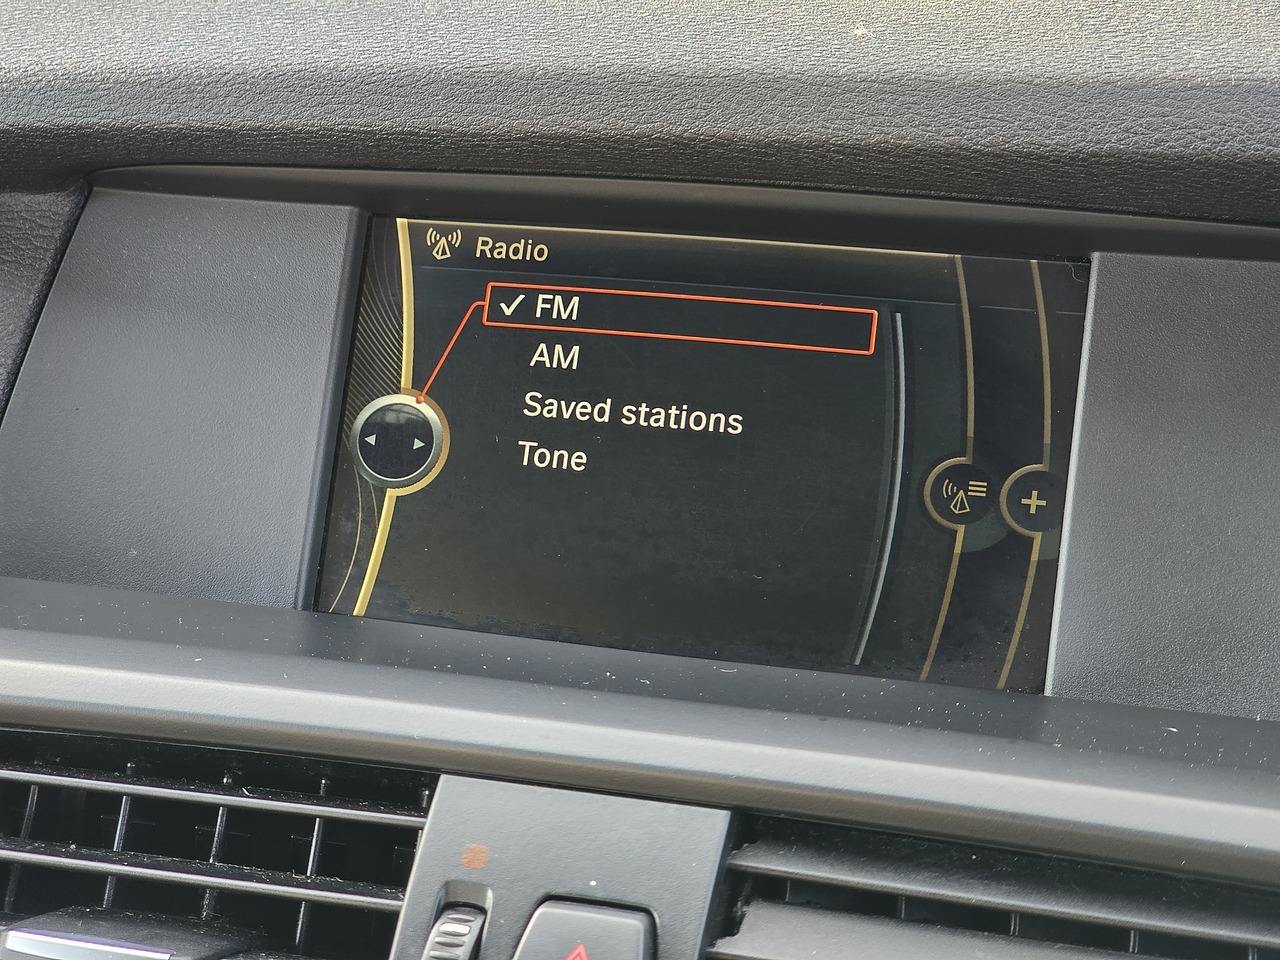 Radio
✓ FM
AM
Saved stations
Tone